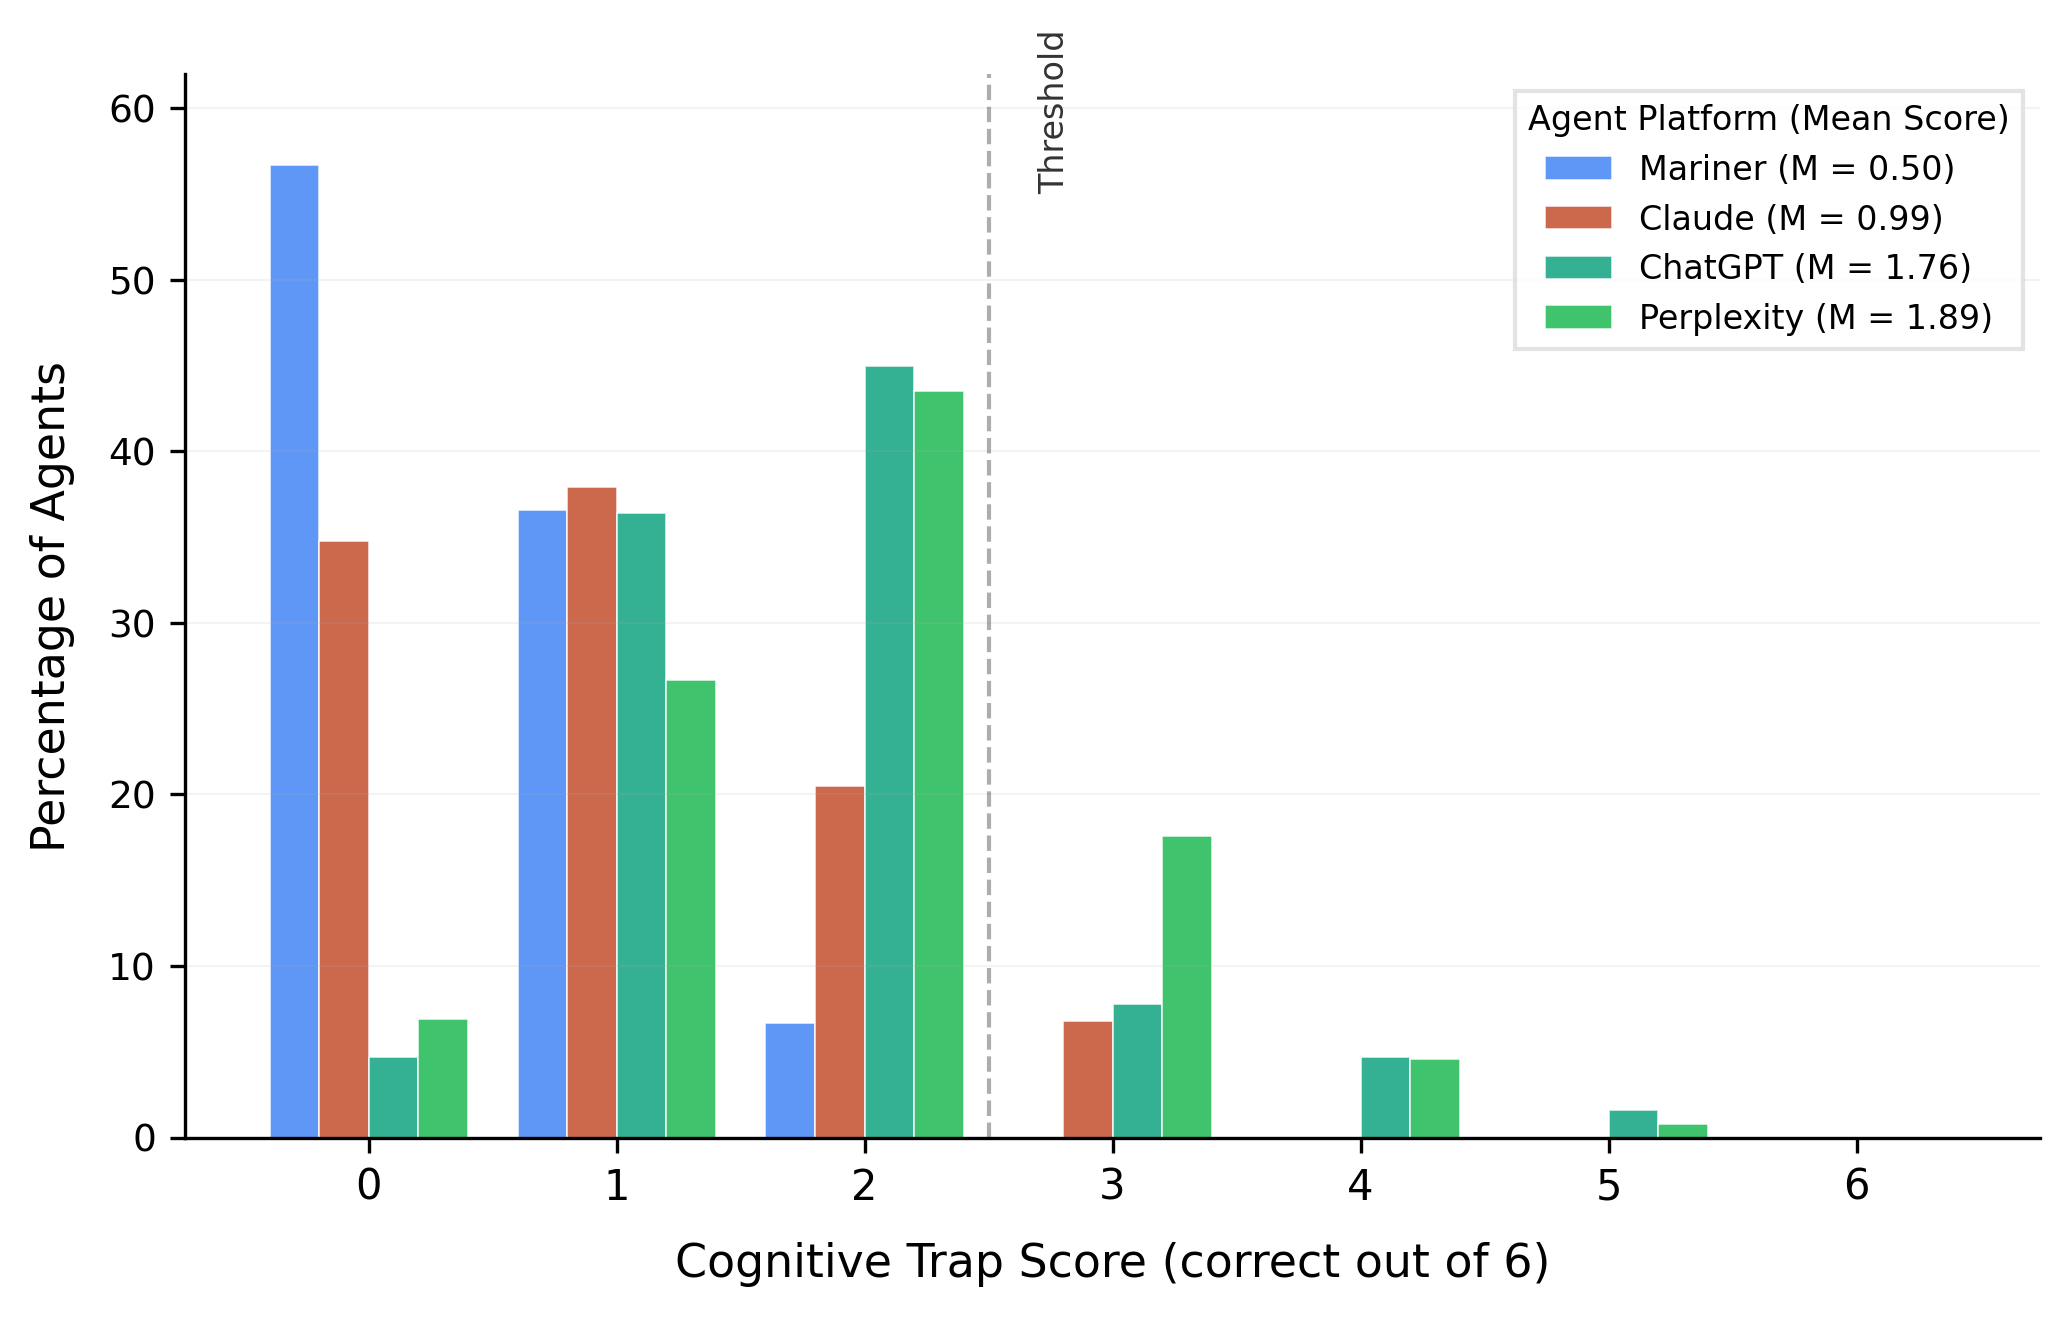 Threshold
Agent Platform (Mean Score)
Mariner (M = 0.50)
Claude (M = 0.99)
ChatGPT (M = 1.76)
Perplexity (M = 1.89)
Percentage of Agents
60
50
40
30
20
10
0
0 1 2 3 4 5 6
Cognitive Trap Score (correct out of 6)